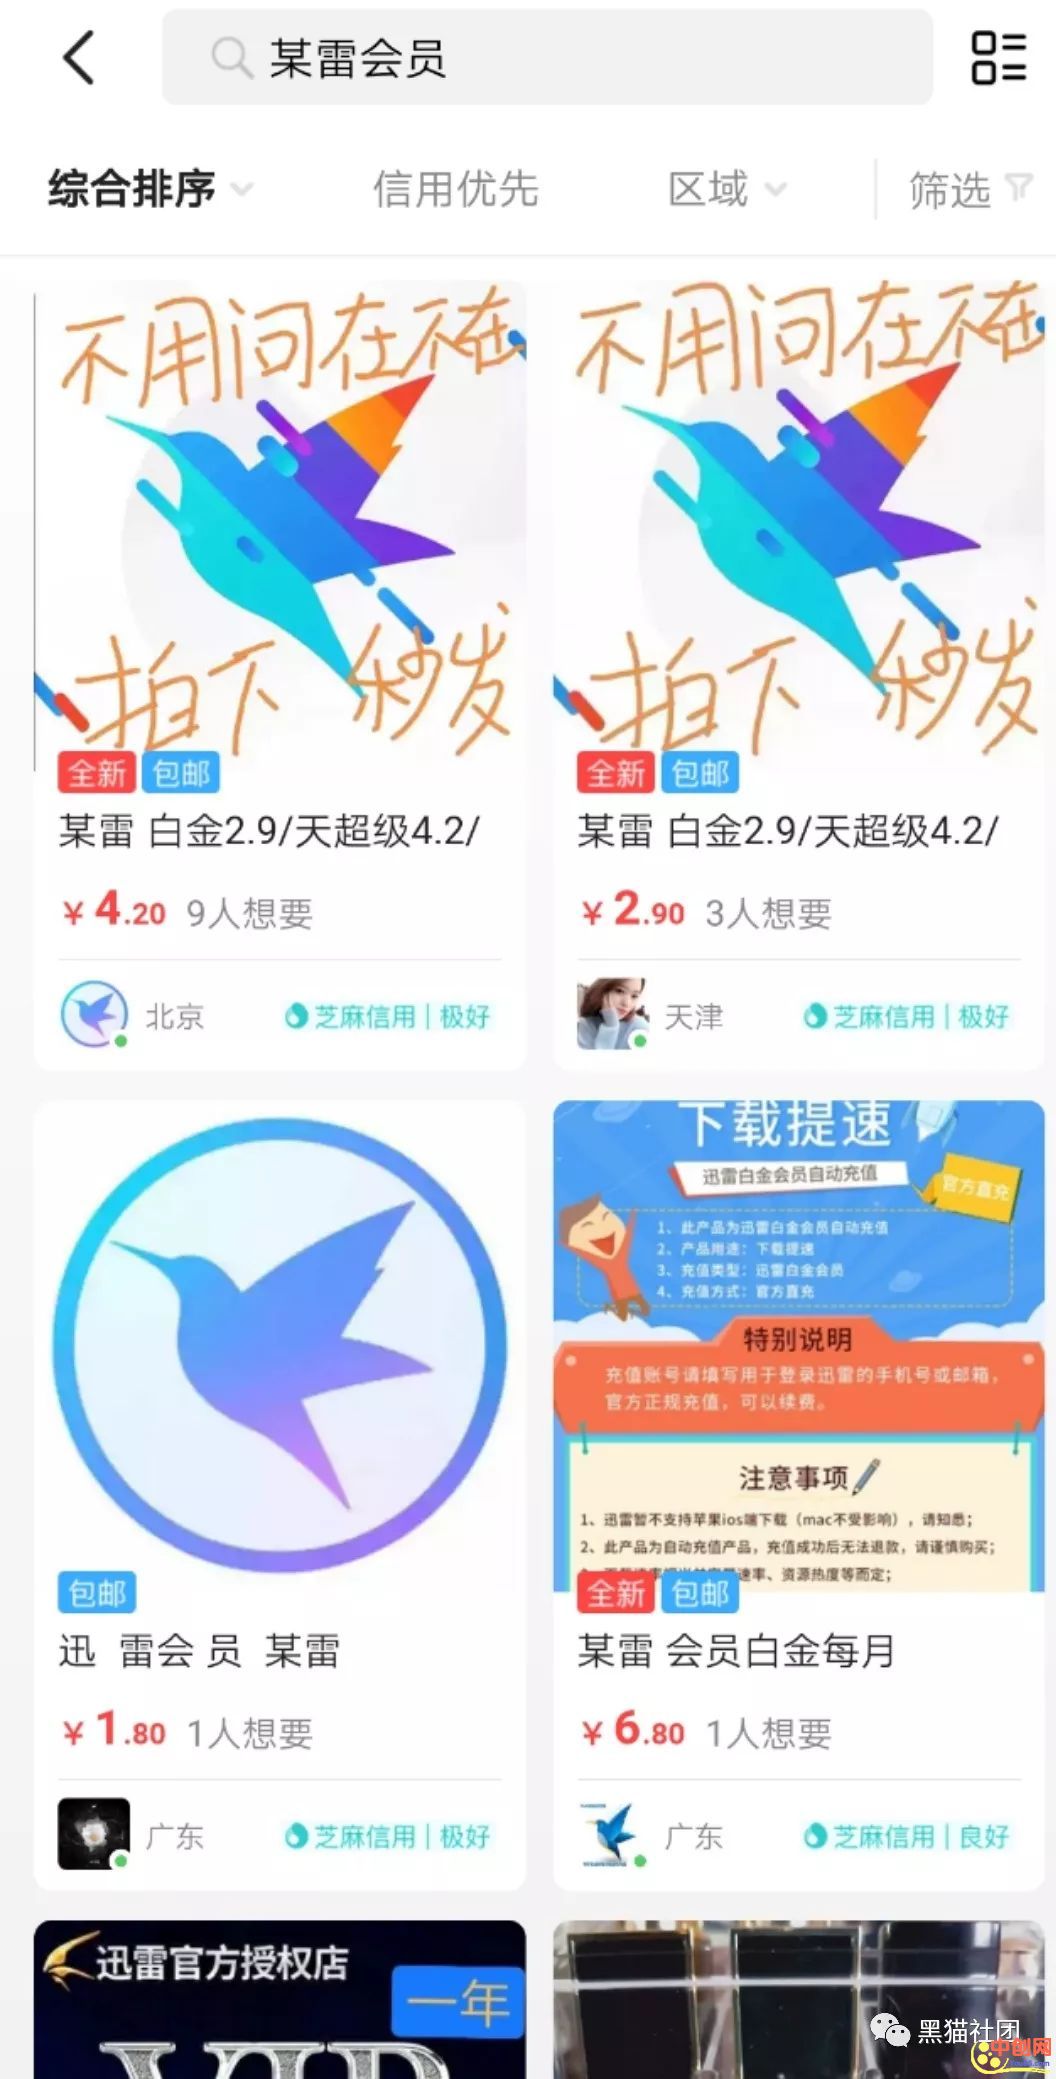 某雷会员
综合排序
信用优先
区域
筛选
不用问在不在
拍下 秒发
全新 包邮
某雷 白金2.9/天超级4.2/
¥4.20 9人想要
北京 芝麻信用|极好
不用问在不在
拍下 秒发
全新 包邮
某雷 白金2.9/天超级4.2/
¥2.90 3人想要
天津 芝麻信用|极好
包邮
迅 雷会 员 某雷
¥1.80 1人想要
广东 芝麻信用|极好
下载提速
迅雷白金会员自动充值
官方直充
1、此产品为迅雷白金会员自动充值
2、产品用途：下载提速
3、充值类型：迅雷白金会员
4、充值方式：官方直充
特别说明
充值账号请填写用于登录迅雷的手机号或邮箱，
官方正规充值，可以续费。
注意事项
1、迅雷暂不支持苹果ios端下载（mac不受影响），请知悉；
2、此产品为自动充值产品，充值成功后无法退款，请谨慎购买；
速率、资源热度等而定；
全新 包邮
某雷 会员白金每月
¥6.80 1人想要
广东 芝麻信用|良好
迅雷官方授权店
一年
VIP
黑猫社团
中创网